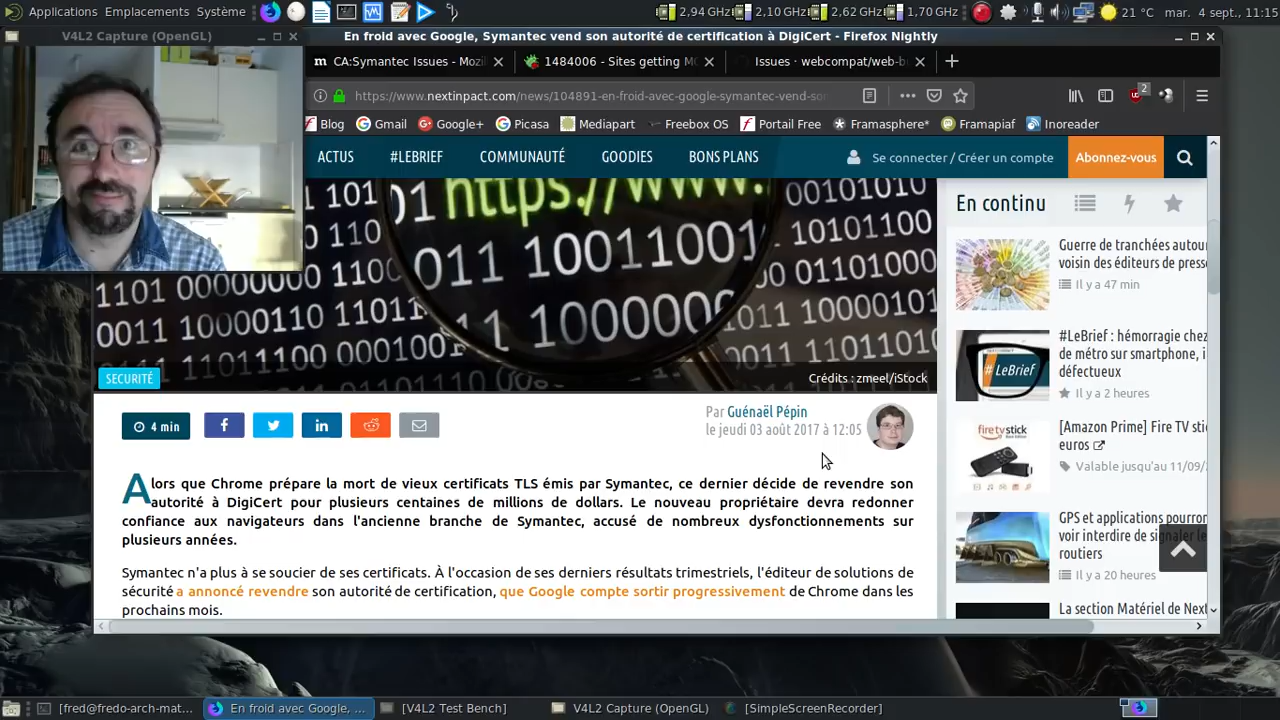 Applications Emplacements Système
2,94 GHz 2,10 GHz 2,62 GHz 1,70 GHz
21 °C mar. 4 sept., 11:15
V4L2 Capture (OpenGL)
En froid avec Google, Symantec vend son autorité de certification à DigiCert - Firefox Nightly
CA:Symantec Issues - Mozi
1484006 - Sites getting MO
Issues · webcompat/web-bu
https://www.nextinpact.com/news/104891-en-froid-avec-google-symantec-vend-so
2
Blog Gmail Google+ Picasa Mediapart Freebox OS Portail Free Framasphère* Framapiaf Inoreader
ACTUS #LEBRIEF COMMUNAUTÉ GOODIES BONS PLANS
Se connecter / Créer un compte
Abonnez-vous
https://www.
SECURITÉ
Crédits : zmeel/iStock
4 min
Par Guénaël Pépin
le jeudi 03 août 2017 à 12:05
Alors que Chrome prépare la mort de vieux certificats TLS émis par Symantec, ce dernier décide de revendre son
autorité à DigiCert pour plusieurs centaines de millions de dollars. Le nouveau propriétaire devra redonner
confiance aux navigateurs dans l'ancienne branche de Symantec, accusé de nombreux dysfonctionnements sur
plusieurs années.
Symantec n'a plus à se soucier de ses certificats. À l'occasion de ses derniers résultats trimestriels, l'éditeur de solutions de
sécurité a annoncé revendre son autorité de certification, que Google compte sortir progressivement de Chrome dans les
prochains mois.
En continu
Guerre de tranchées autour
voisin des éditeurs de presse
Il y a 47 min
#LeBrief : hémorragie chez
de métro sur smartphone, i
défectueux
# LeBrief
Il y a 2 heures
fire tv stick
[Amazon Prime] Fire TV stic
euros
Valable jusqu'au 11/09/
GPS et applications pourron
voir interdire de signaler le
routiers
Il y a 20 heures
La section Matériel de Next
[fred@fredo-arch-mat...
En froid avec Google, ...
[V4L2 Test Bench]
V4L2 Capture (OpenGL)
[SimpleScreenRecorder]